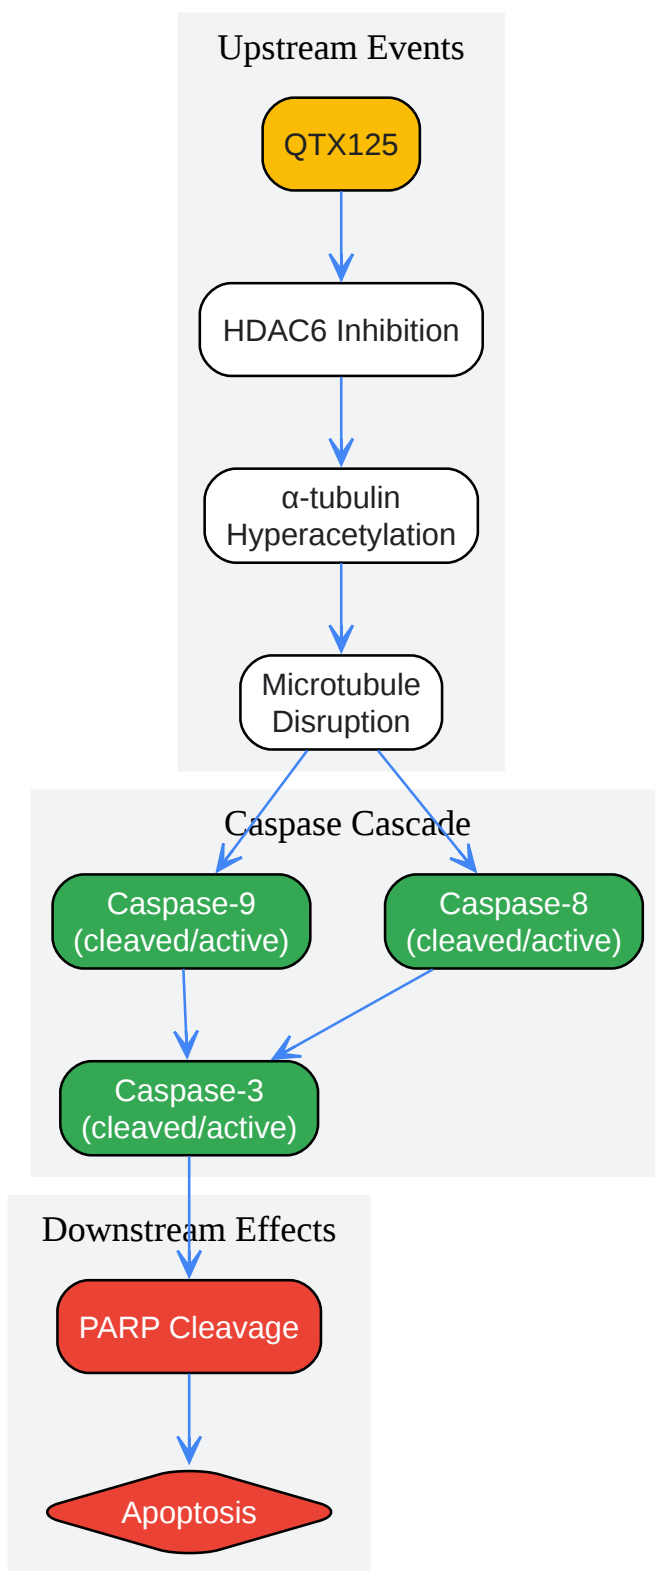 Upstream Events
QTX125
HDAC6 Inhibition
α-tubulin
Hyperacetylation
Microtubule
Disruption
Caspase Cascade
Caspase-9
(cleaved/active)
Caspase-8
(cleaved/active)
Caspase-3
(cleaved/active)
Downstream Effects
PARP Cleavage
Apoptosis